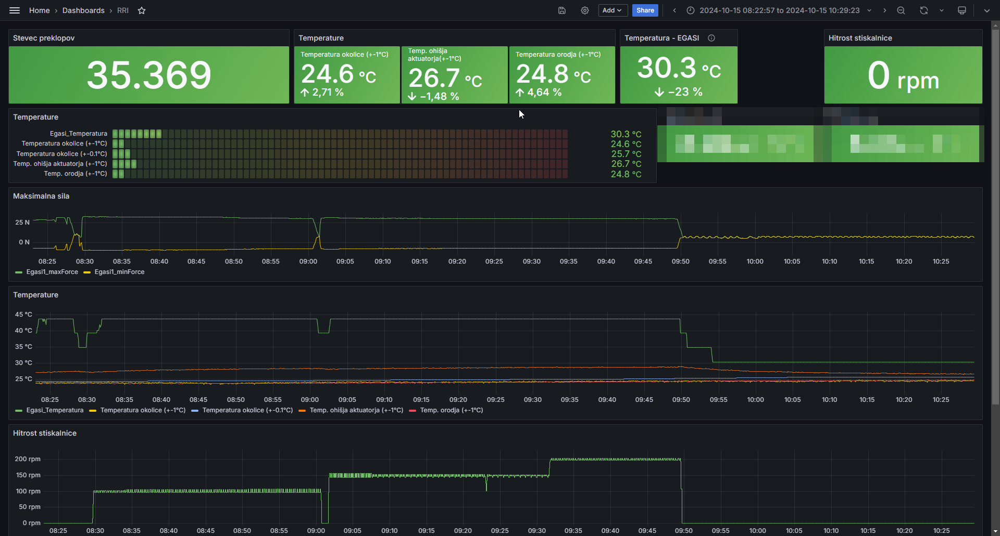 Home › Dashboards › RRI
Add
Share
2024-10-15 08:22:57 to 2024-10-15 10:29:23
Stevec preklopov
35.369
Temperature
Temperatura okolice (+-1°C)
24.6 °C
2,71 %
Temp. ohišja
aktuatorja(+-1°C)
26.7 °C
−1,48 %
Temperatura orodja (+-1°C)
24.8 °C
4,64 %
Temperatura - EGASI
30.3 °C
−23 %
Hitrost stiskalnice
0 rpm
Temperature
Egasi_Temperatura 30.3 °C
Temperatura okolice (+-1°C) 24.6 °C
Temperatura okolice (+-0.1°C) 25.7 °C
Temp. ohišja aktuatorja (+-1°C) 26.7 °C
Temp. orodja (+-1°C) 24.8 °C
Maksimalna sila
25 N
0 N
08:25 08:30 08:35 08:40 08:45 08:50 08:55 09:00 09:05 09:10 09:15 09:20 09:25 09:30 09:35 09:40 09:45 09:50 09:55 10:00 10:05 10:10 10:15 10:20 10:25
Egasi1_maxForce Egasi1_minForce
Temperature
45 °C
40 °C
35 °C
30 °C
25 °C
08:25 08:30 08:35 08:40 08:45 08:50 08:55 09:00 09:05 09:10 09:15 09:20 09:25 09:30 09:35 09:40 09:45 09:50 09:55 10:00 10:05 10:10 10:15 10:20 10:25
Egasi_Temperatura Temperatura okolice (+-1°C) Temperatura okolice (+-0.1°C) Temp. ohišja aktuatorja (+-1°C) Temp. orodja (+-1°C)
Hitrost stiskalnice
200 rpm
150 rpm
100 rpm
50 rpm
0 rpm
08:25 08:30 08:35 08:40 08:45 08:50 08:55 09:00 09:05 09:10 09:15 09:20 09:25 09:30 09:35 09:40 09:45 09:50 09:55 10:00 10:05 10:10 10:15 10:20 10:25